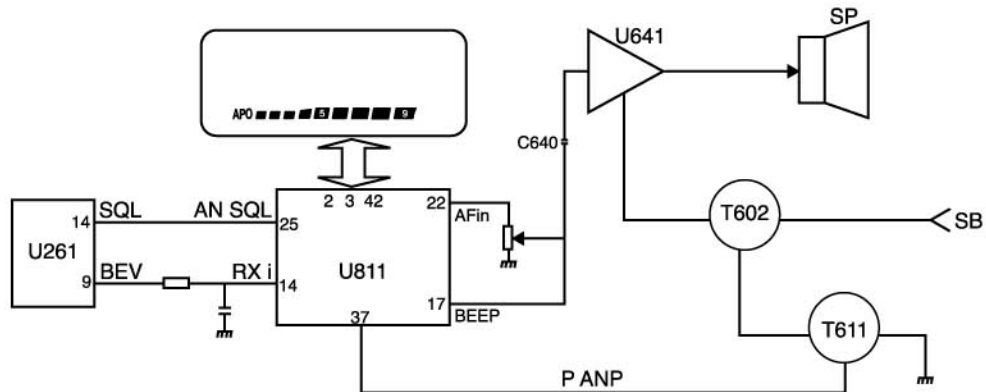 SP
U641
APO 5 9
C640
2 3 42
14 SQL AN SQL 25
22 AFin
T602
SB
U261
U811
9 BEV RX i 14
17 BEEP
37
T611
P ANP